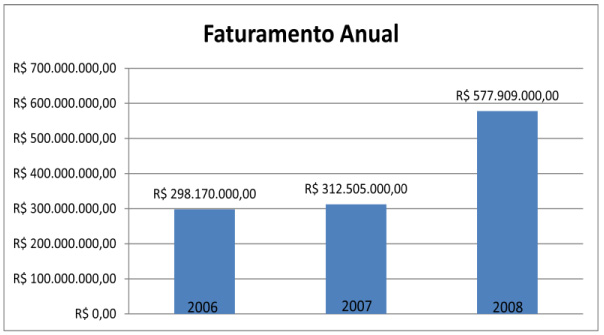 Faturamento Anual
R$ 700.000.000,00
R$ 600.000.000,00
R$ 500.000.000,00
R$ 400.000.000,00
R$ 300.000.000,00
R$ 200.000.000,00
R$ 100.000.000,00
R$ 0,00
R$ 298.170.000,00
R$ 312.505.000,00
R$ 577.909.000,00
2006
2007
2008